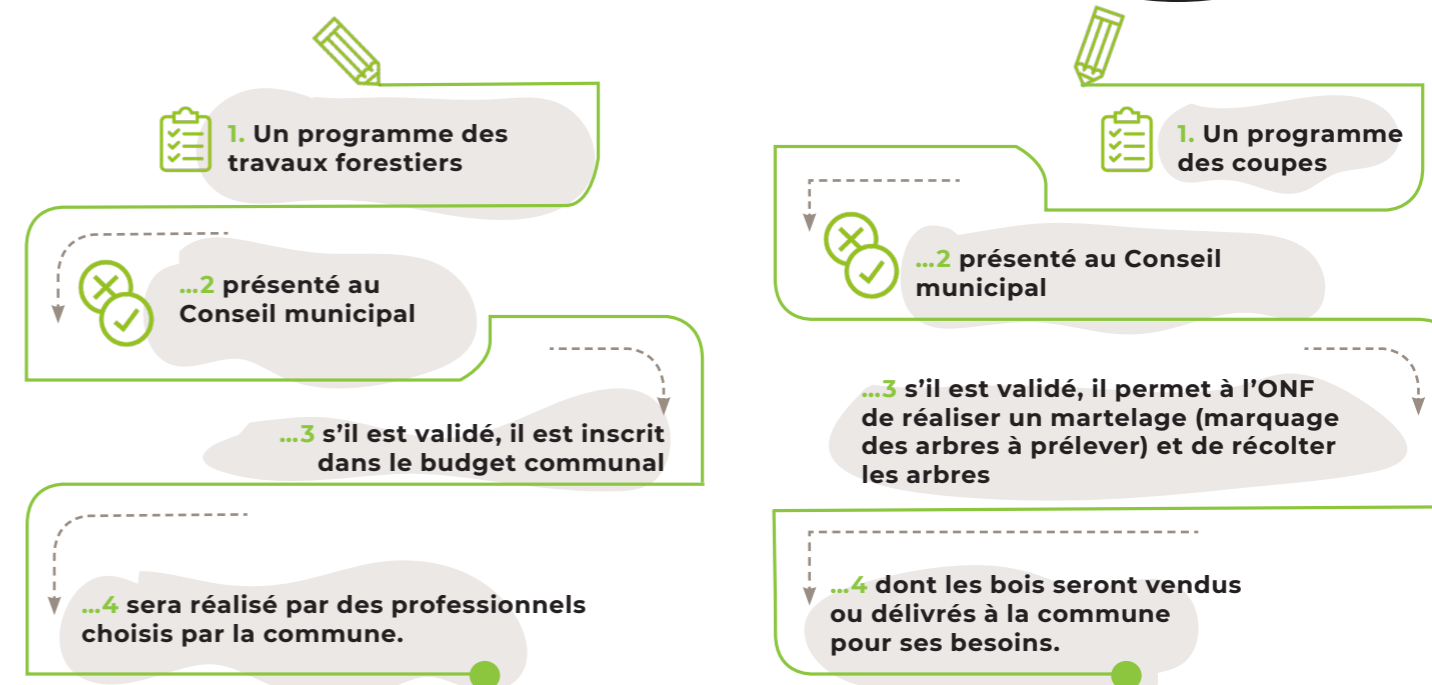 1. Un programme des
travaux forestiers
...2 présenté au
Conseil municipal
...3 s’il est validé, il est inscrit
dans le budget communal
...4 sera réalisé par des professionnels
choisis par la commune.
1. Un programme
des coupes
...2 présenté au Conseil
municipal
...3 s’il est validé, il permet à l’ONF
de réaliser un martelage (marquage
des arbres à prélever) et de récolter
les arbres
...4 dont les bois seront vendus
ou délivrés à la commune
pour ses besoins.